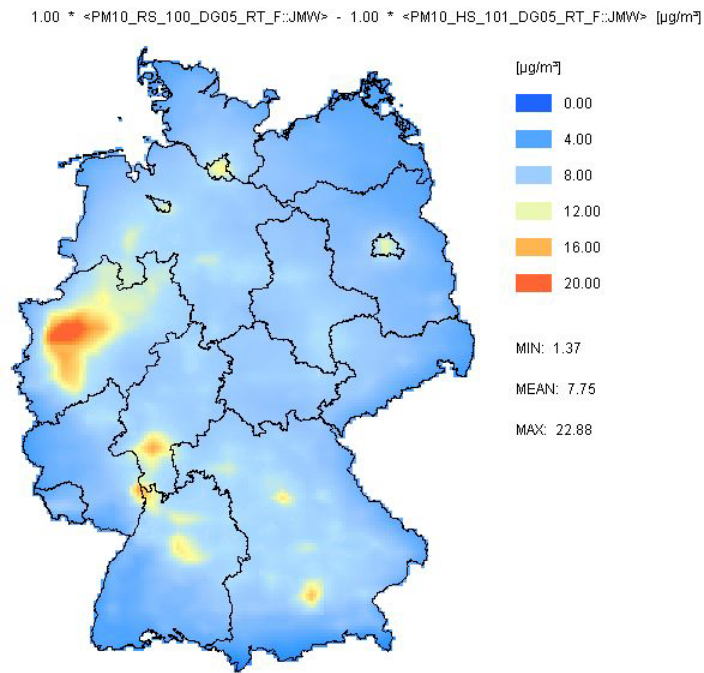 1.00 * <PM10_RS_100_DG05_RT_F::JMW> - 1.00 * <PM10_HS_101_DG05_RT_F::JMW> [µg/m³]
[µg/m³]
0.00
4.00
8.00
12.00
16.00
20.00
MIN: 1.37
MEAN: 7.75
MAX: 22.88